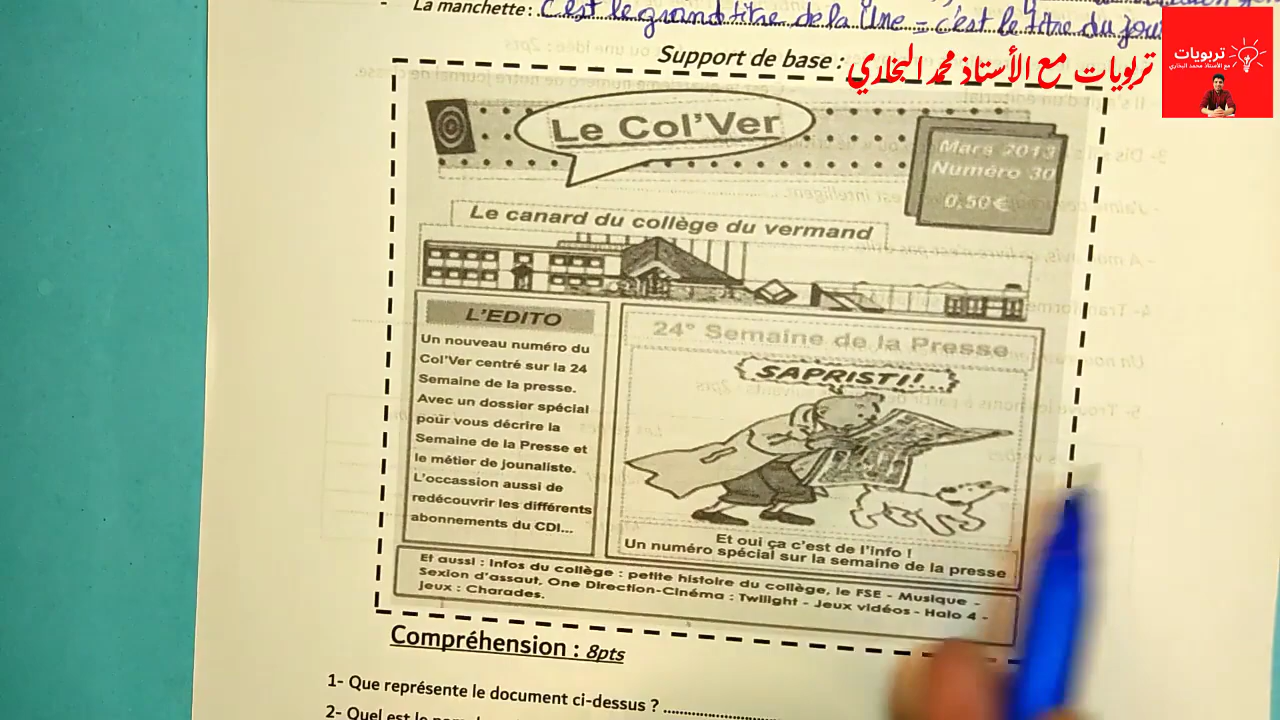 - La manchette : C'est le grand titre de la Une = c'est le titre du jour
Support de base :
تربويات مع الأستاذ محمد البخاري
تربويات
مع الأستاذ محمد البخاري
Le Col'Ver
Mars 2013
Numéro 30
0,50€
Le canard du collège du vermand
L'EDITO
Un nouveau numéro du
Col'Ver centré sur la 24
Semaine de la presse.
Avec un dossier spécial
pour vous décrire la
Semaine de la Presse et
le métier de jounaliste.
L'occassion aussi de
redécouvrir les différents
abonnements du CDI...
24° Semaine de la Presse
SAPRISTI!...
Et oui ça c'est de l'info !
Un numéro spécial sur la semaine de la presse
Et aussi : Infos du collège : petite histoire du collège, le FSE - Musique -
Sexion d'assaut, One Direction-Cinéma : Twilight - Jeux vidéos - Halo 4 -
Jeux : Charades.
Compréhension : 8pts
1- Que représente le document ci-dessus ? ........................
2- Quel est le